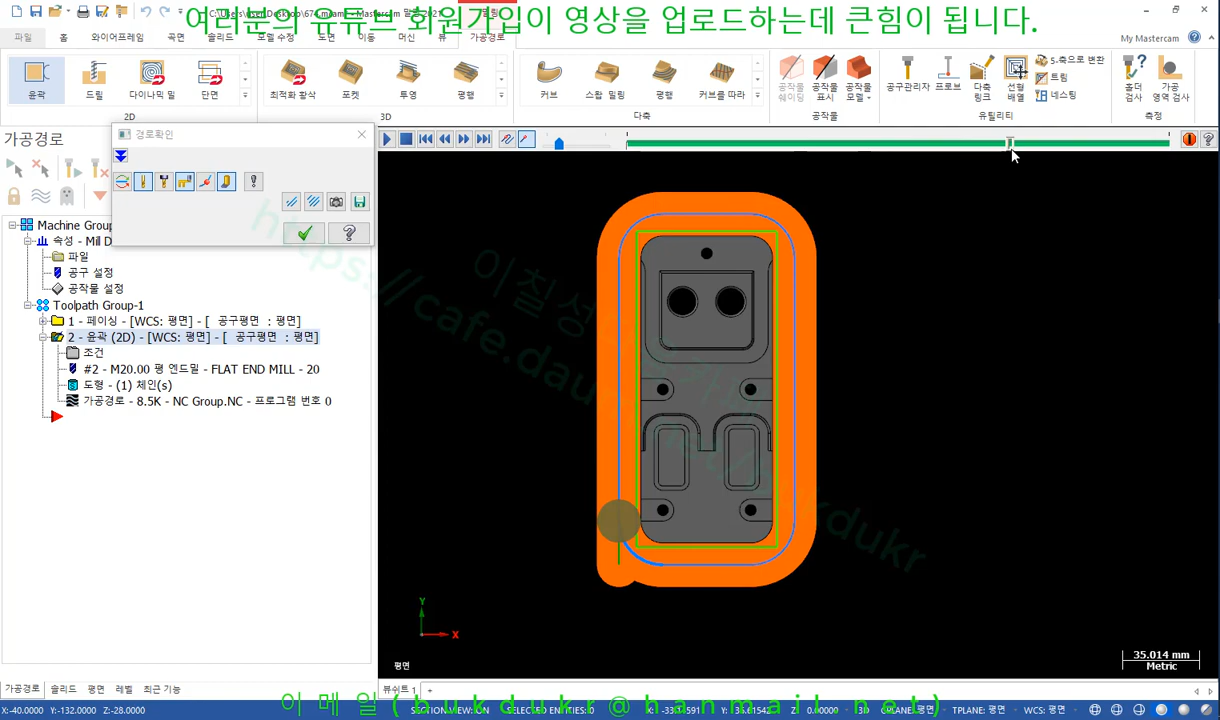 여러분의 유튜브 회원가입이 영상을 업로드하는데 큰힘이 됩니다.
파일 홈 와이어프레임 곡면 솔리드 모델 수정 도면 이동 머신 뷰 가공경로 My Mastercam
윤곽 드릴 다이나믹 밀 단면 최적화 황삭 포켓 투영 평행 커브 스왑 밀링 평행 커브를 따라 공작물 쉐이딩 공작물 표시 공작물 모델 공구관리자 프로브 다축 링크 선형 배열 5-축으로 변환 트림 네스팅 홀더 검사 가공 영역 검사
2D 3D 다축 공작물 유틸리티 측정
가공경로
경로확인
Machine Group
속성 - Mill D
파일
공구 설정
공작물 설정
Toolpath Group-1
1 - 페이싱 - [WCS: 평면] - [ 공구평면 : 평면]
2 - 윤곽 (2D) - [WCS: 평면] - [ 공구평면 : 평면]
조건
#2 - M20.00 평 엔드밀 - FLAT END MILL - 20
도형 - (1) 체인(s)
가공경로 - 8.5K - NC Group.NC - 프로그램 번호 0
Y
X
평면
35.014 mm
Metric
가공경로 솔리드 평면 레벨 최근 기능 뷰쉬트 1 +
이 메 일 ( b u k d u k r @ h a n m a i l . n e t )
X:-40.0000 Y:-132.0000 Z:-28.0000 SECTION VIEW: ON SELECTED ENTITIES: 0 TPLANE: 평면 WCS: 평면